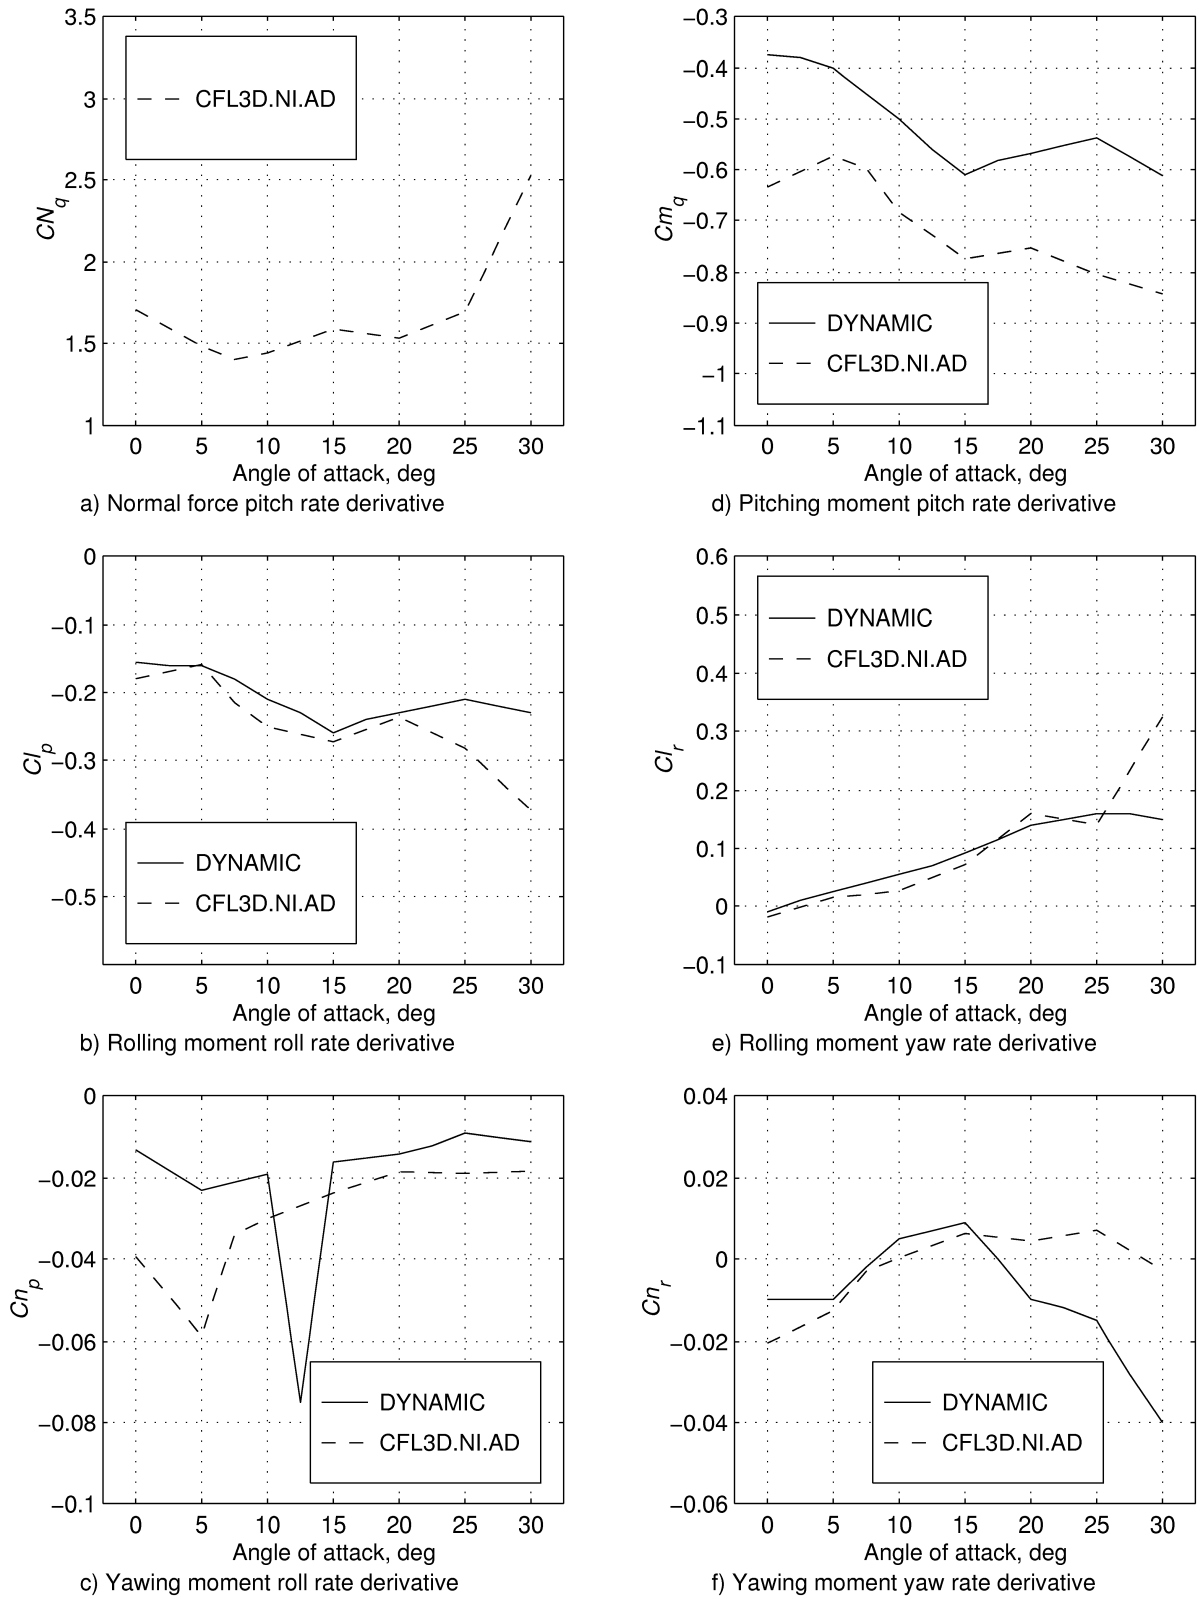 3.5
3
2.5
2
1.5
1
CN_q
CFL3D.NI.AD
0 5 10 15 20 25 30
Angle of attack, deg
a) Normal force pitch rate derivative
−0.3
−0.4
−0.5
−0.6
−0.7
−0.8
−0.9
−1
−1.1
Cm_q
DYNAMIC
CFL3D.NI.AD
0 5 10 15 20 25 30
Angle of attack, deg
d) Pitching moment pitch rate derivative
0
−0.1
−0.2
−0.3
−0.4
−0.5
Cl_p
DYNAMIC
CFL3D.NI.AD
0 5 10 15 20 25 30
Angle of attack, deg
b) Rolling moment roll rate derivative
0.6
0.5
0.4
0.3
0.2
0.1
0
−0.1
Cl_r
DYNAMIC
CFL3D.NI.AD
0 5 10 15 20 25 30
Angle of attack, deg
e) Rolling moment yaw rate derivative
0
−0.02
−0.04
−0.06
−0.08
−0.1
Cn_p
DYNAMIC
CFL3D.NI.AD
0 5 10 15 20 25 30
Angle of attack, deg
c) Yawing moment roll rate derivative
0.04
0.02
0
−0.02
−0.04
−0.06
Cn_r
DYNAMIC
CFL3D.NI.AD
0 5 10 15 20 25 30
Angle of attack, deg
f) Yawing moment yaw rate derivative